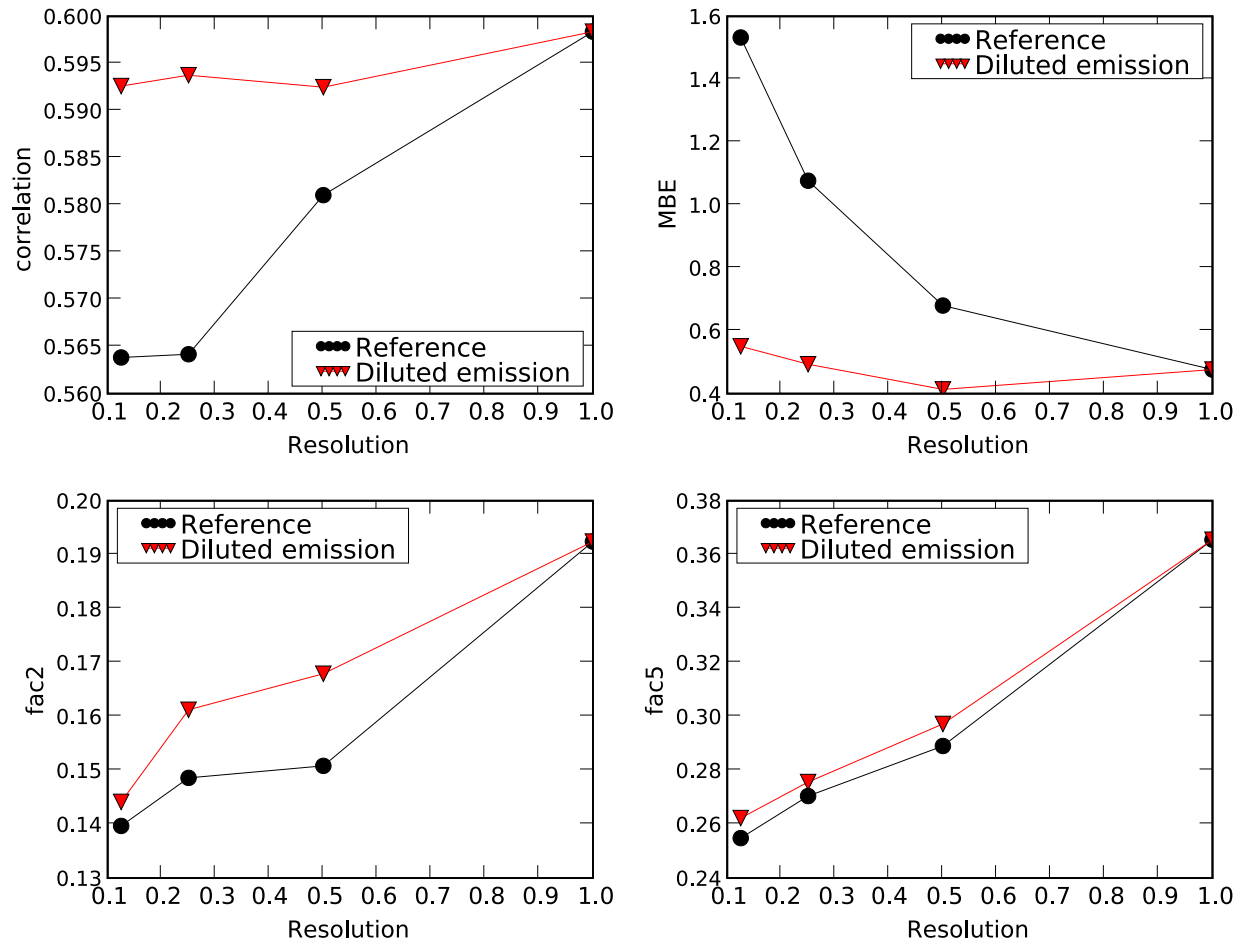 0.600
0.595
0.590
0.585
0.580
0.575
0.570
0.565
0.560
correlation
Reference
Diluted emission
0.1 0.2 0.3 0.4 0.5 0.6 0.7 0.8 0.9 1.0
Resolution
1.6
1.4
1.2
1.0
0.8
0.6
0.4
MBE
Reference
Diluted emission
0.1 0.2 0.3 0.4 0.5 0.6 0.7 0.8 0.9 1.0
Resolution
0.20
0.19
0.18
0.17
0.16
0.15
0.14
0.13
fac2
Reference
Diluted emission
0.1 0.2 0.3 0.4 0.5 0.6 0.7 0.8 0.9 1.0
Resolution
0.38
0.36
0.34
0.32
0.30
0.28
0.26
0.24
fac5
Reference
Diluted emission
0.1 0.2 0.3 0.4 0.5 0.6 0.7 0.8 0.9 1.0
Resolution